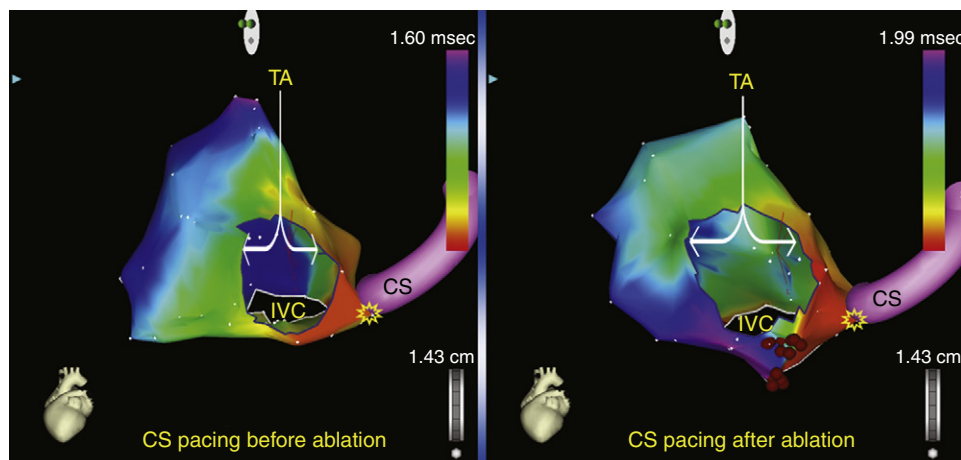 1.60 msec
TA
CS
IVC
1.43 cm
CS pacing before ablation
1.99 msec
TA
CS
IVC
1.43 cm
CS pacing after ablation